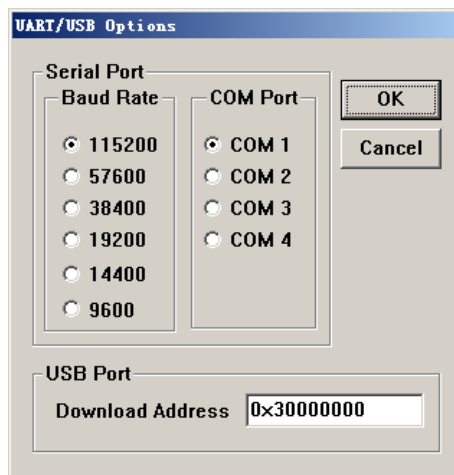 UART/USB Options
Serial Port
Baud Rate
115200
57600
38400
19200
14400
9600
COM Port
COM 1
COM 2
COM 3
COM 4
OK
Cancel
USB Port
Download Address 0x30000000